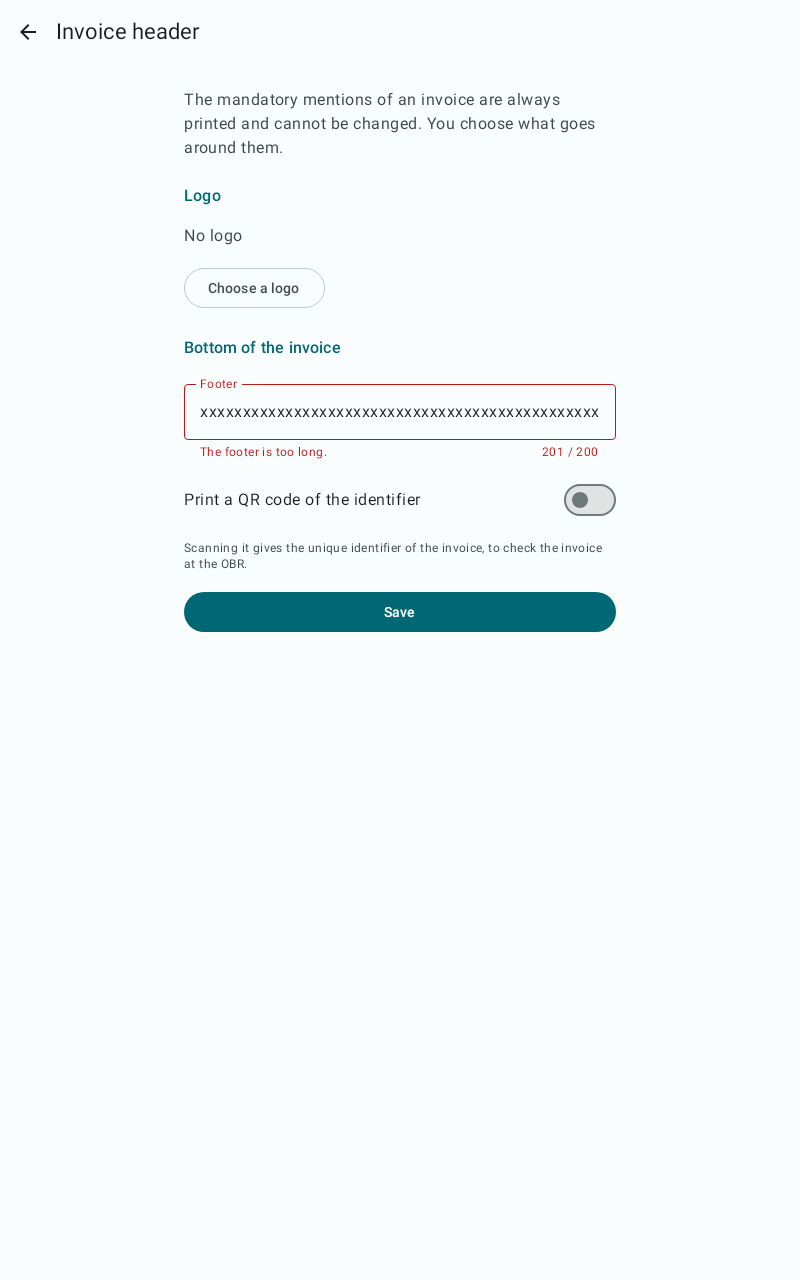 Invoice header
The mandatory mentions of an invoice are always
printed and cannot be changed. You choose what goes
around them.
Logo
No logo
Choose a logo
Bottom of the invoice
Footer
xxxxxxxxxxxxxxxxxxxxxxxxxxxxxxxxxxxxxxxxxxxxxxx
The footer is too long.
201 / 200
Print a QR code of the identifier
Scanning it gives the unique identifier of the invoice, to check the invoice
at the OBR.
Save